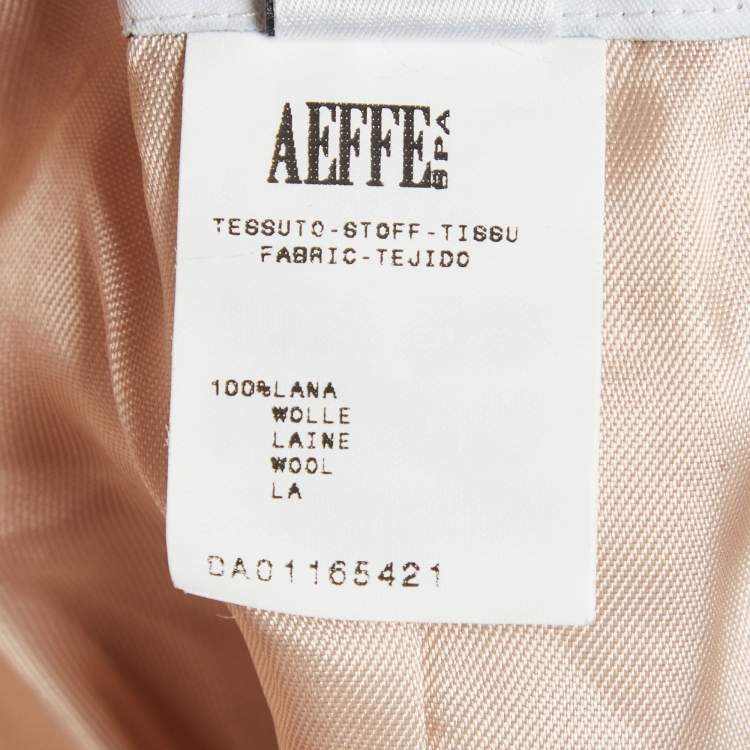 AEFFE SPA
TESSUTO-STOFF-TISSU
FABRIC-TEJIDO
100%LANA
WOLLE
LAINE
WOOL
LA
DA01165421